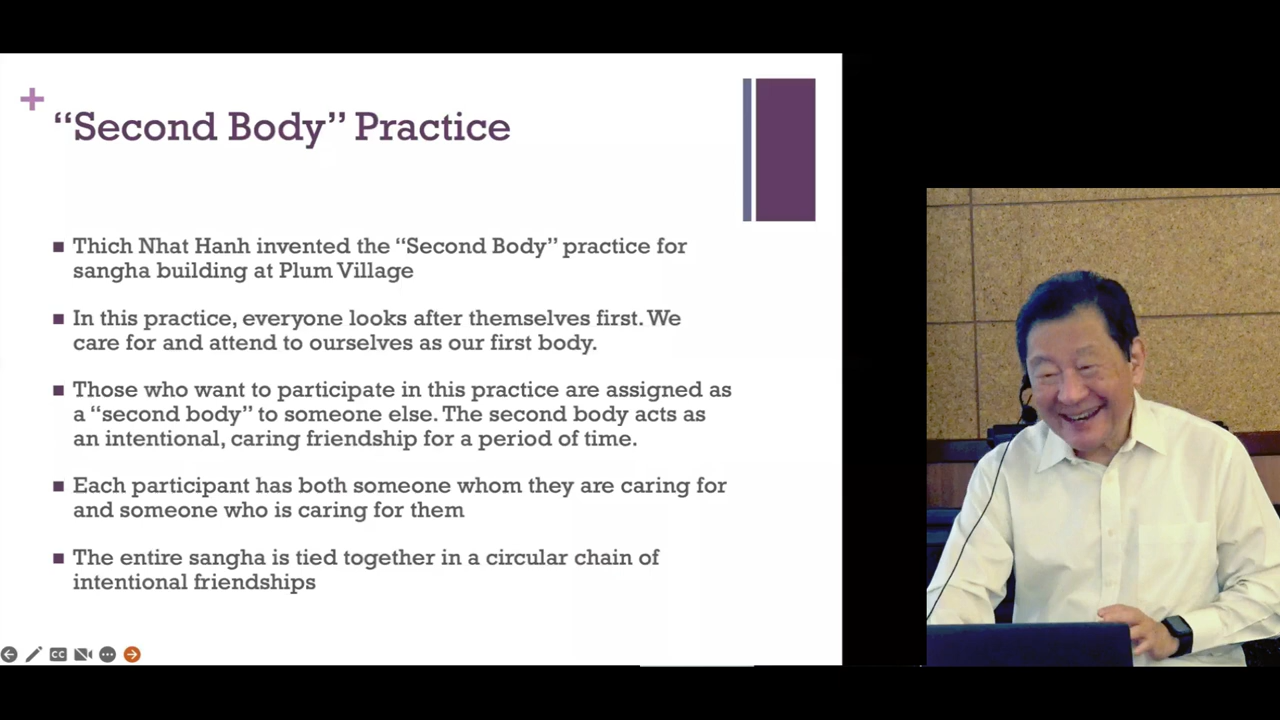 +
“Second Body” Practice
■ Thich Nhat Hanh invented the “Second Body” practice for
sangha building at Plum Village
■ In this practice, everyone looks after themselves first. We
care for and attend to ourselves as our first body.
■ Those who want to participate in this practice are assigned as
a “second body” to someone else. The second body acts as
an intentional, caring friendship for a period of time.
■ Each participant has both someone whom they are caring for
and someone who is caring for them
■ The entire sangha is tied together in a circular chain of
intentional friendships
CC